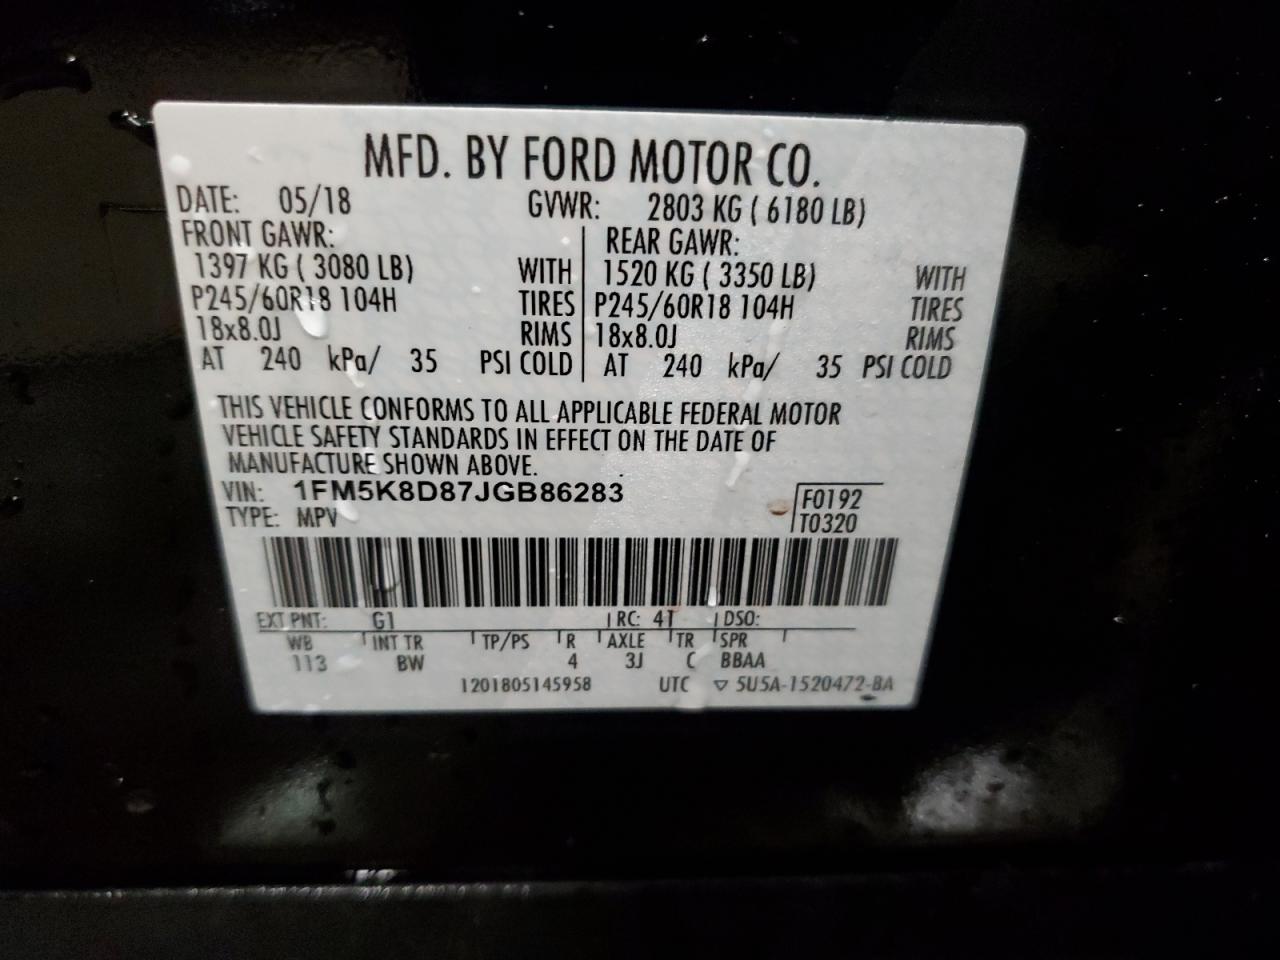 MFD. BY FORD MOTOR CO.
DATE: 05/18 GVWR: 2803 KG ( 6180 LB)
FRONT GAWR: REAR GAWR:
1397 KG ( 3080 LB) WITH 1520 KG ( 3350 LB) WITH
P245/60R18 104H TIRES P245/60R18 104H TIRES
18x8.0J RIMS 18x8.0J RIMS
AT 240 kPa/ 35 PSI COLD AT 240 kPa/ 35 PSI COLD
THIS VEHICLE CONFORMS TO ALL APPLICABLE FEDERAL MOTOR
VEHICLE SAFETY STANDARDS IN EFFECT ON THE DATE OF
MANUFACTURE SHOWN ABOVE.
VIN: 1FM5K8D87JGB86283 F0192
TYPE: MPV T0320
EXT PNT: G1 RC: 4T DSO:
WB INT TR TP/PS R AXLE TR SPR
113 BW 4 3J C BBAA
1201805145958 UTC ▽ 5U5A-1520472-BA